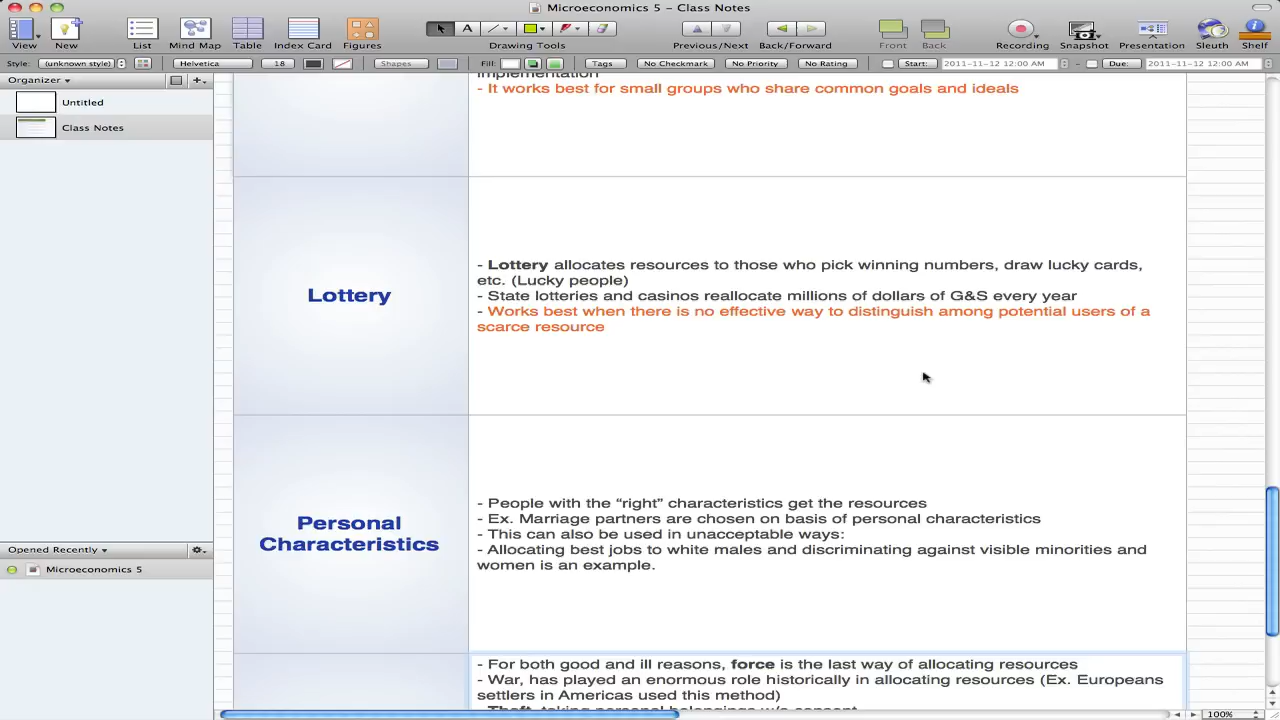 Microeconomics 5 – Class Notes
View
New
List
Mind Map
Table
Index Card
Figures
Drawing Tools
Previous/Next
Back/Forward
Front
Back
Recording
Snapshot
Presentation
Sleuth
Shelf
Style: (unknown style) Helvetica 18 Shapes Fill: Tags No Checkmark No Priority No Rating Start: 2011-11-12 12:00 AM Due: 2011-11-12 12:00 AM
Organizer
Untitled
Class Notes
implementation
- It works best for small groups who share common goals and ideals
Lottery
- Lottery allocates resources to those who pick winning numbers, draw lucky cards,
etc. (Lucky people)
- State lotteries and casinos reallocate millions of dollars of G&S every year
- Works best when there is no effective way to distinguish among potential users of a
scarce resource
Personal
Characteristics
- People with the “right” characteristics get the resources
- Ex. Marriage partners are chosen on basis of personal characteristics
- This can also be used in unacceptable ways:
- Allocating best jobs to white males and discriminating against visible minorities and
women is an example.
Opened Recently
Microeconomics 5
- For both good and ill reasons, force is the last way of allocating resources
- War, has played an enormous role historically in allocating resources (Ex. Europeans
settlers in Americas used this method)
- Theft, taking personal belongings w/o consent
100%